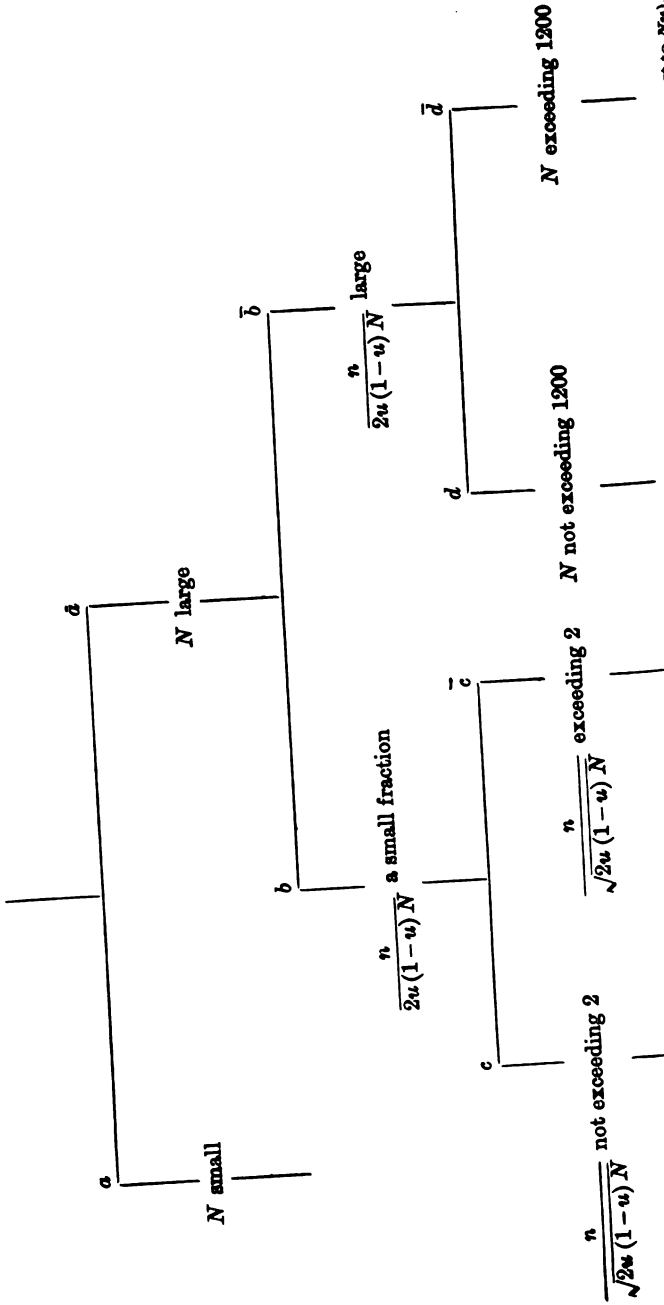 a
N small
ā
N large
b
n / 2u (1 − u) N a small fraction
b̄
n / 2u (1 − u) N large
c
n / √2u (1 − u) N not exceeding 2
c̄
n / √2u (1 − u) N exceeding 2
d
N not exceeding 1200
d̄
N exceeding 1200